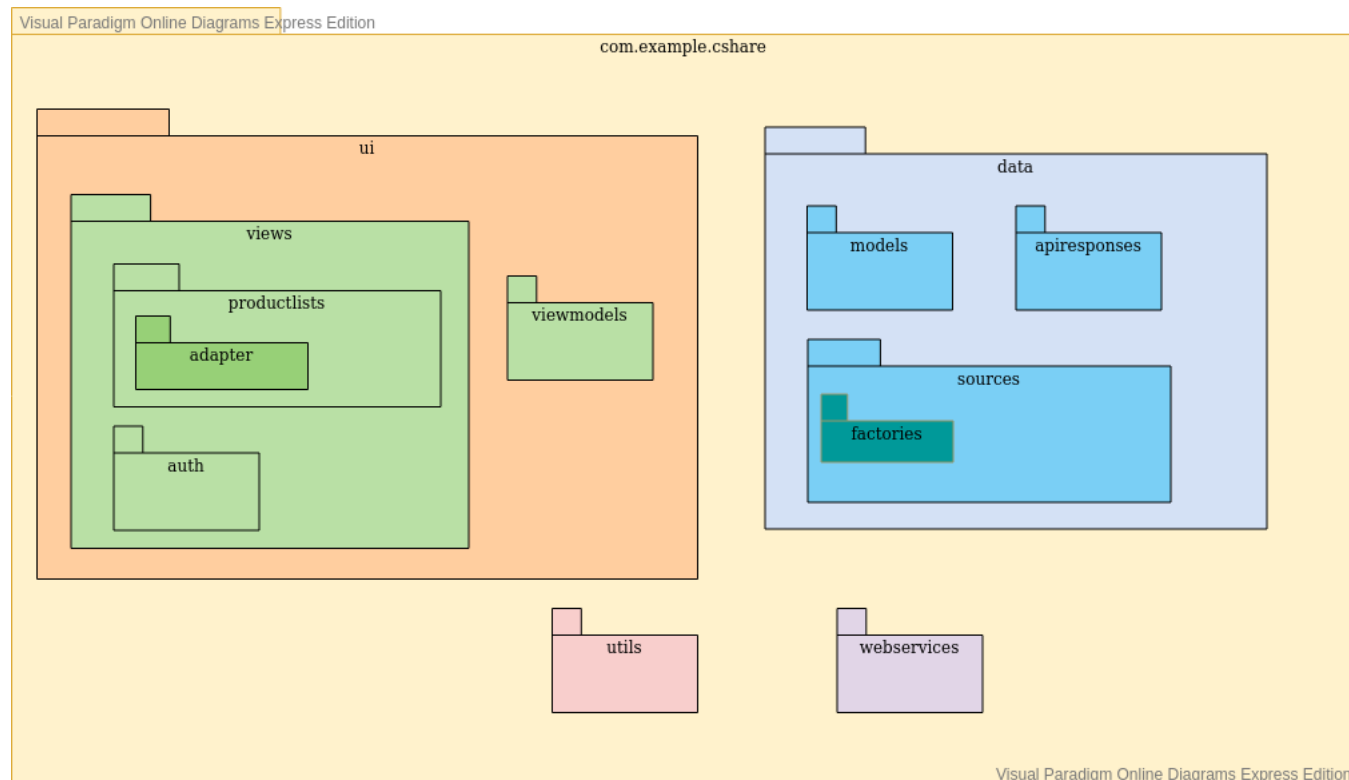 Visual Paradigm Online Diagrams Express Edition
com.example.cshare
ui
data
views
models
apiresponses
productlists
viewmodels
adapter
sources
factories
auth
utils
webservices
Visual Paradigm Online Diagrams Express Edition